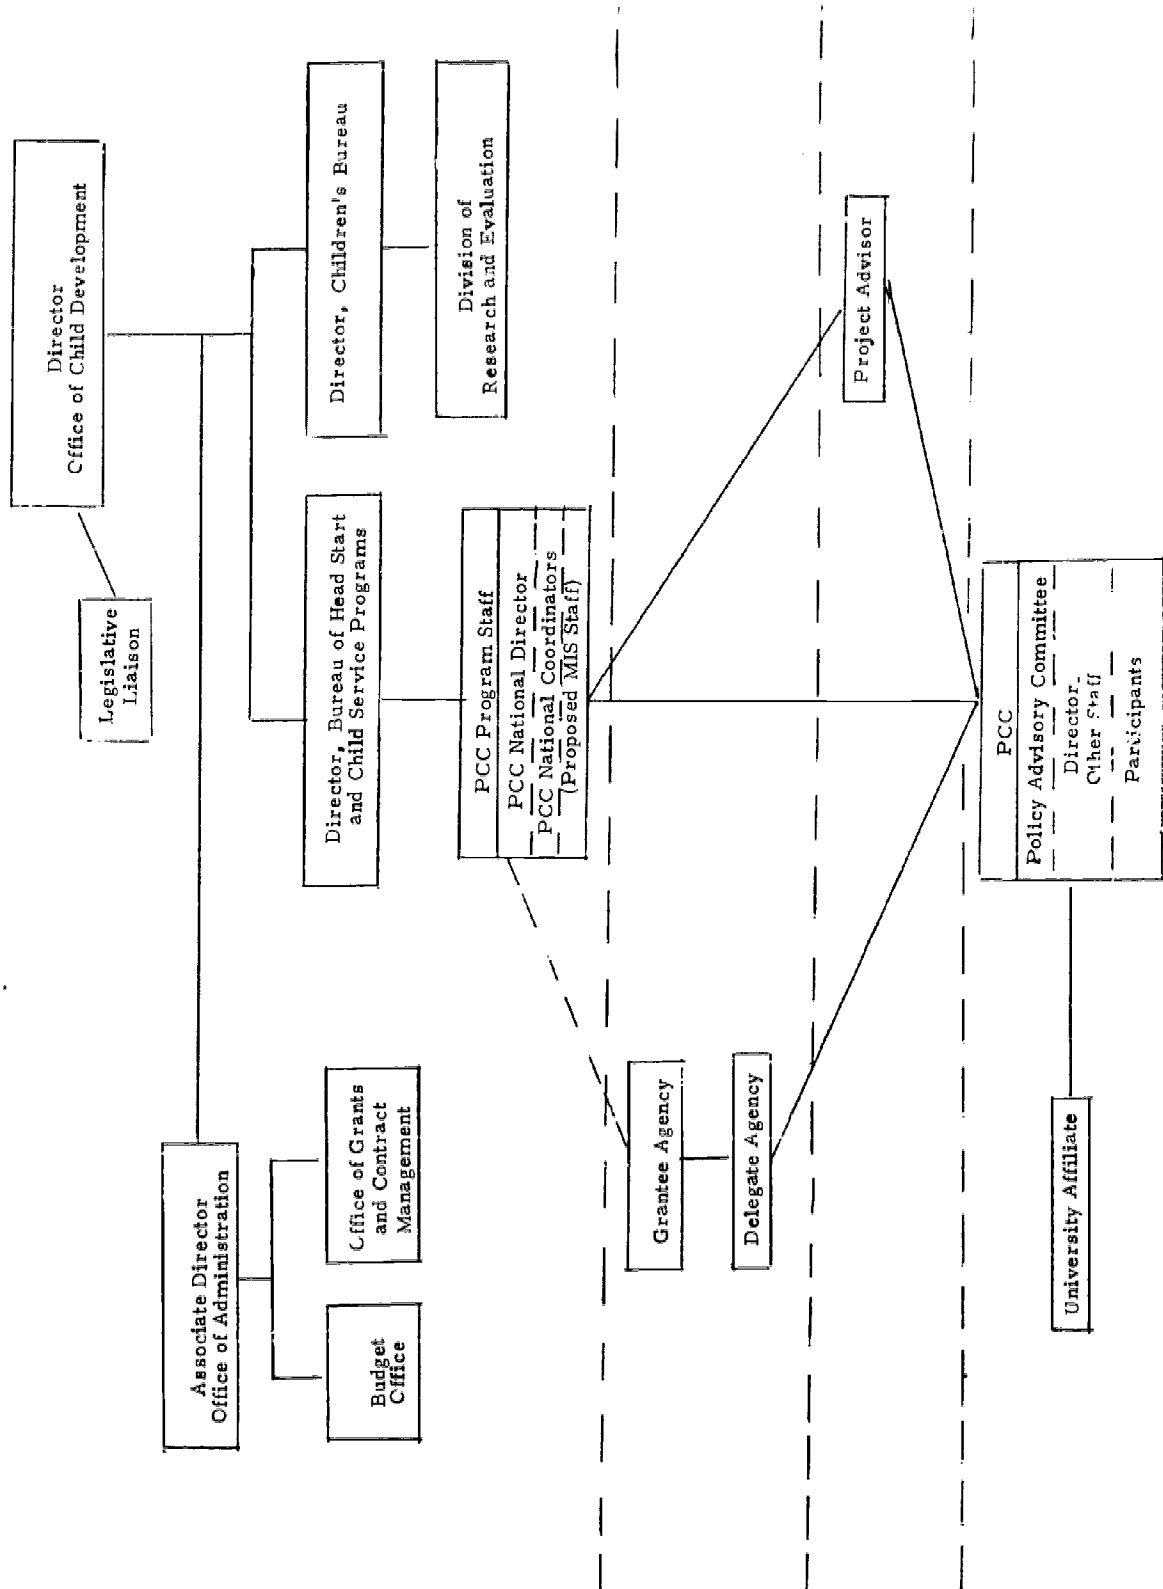 Director
Office of Child Development
Legislative
Liaison
Associate Director
Office of Administration
Director, Bureau of Head Start
and Child Service Programs
Director, Children's Bureau
Budget
Office
Office of Grants
and Contract
Management
PCC Program Staff
PCC National Director
PCC National Coordinators
(Proposed MIS Staff)
Division of
Research and Evaluation
Grantee Agency
Delegate Agency
Project Advisor
PCC
Policy Advisory Committee
Director
Other Staff
Participants
University Affiliate